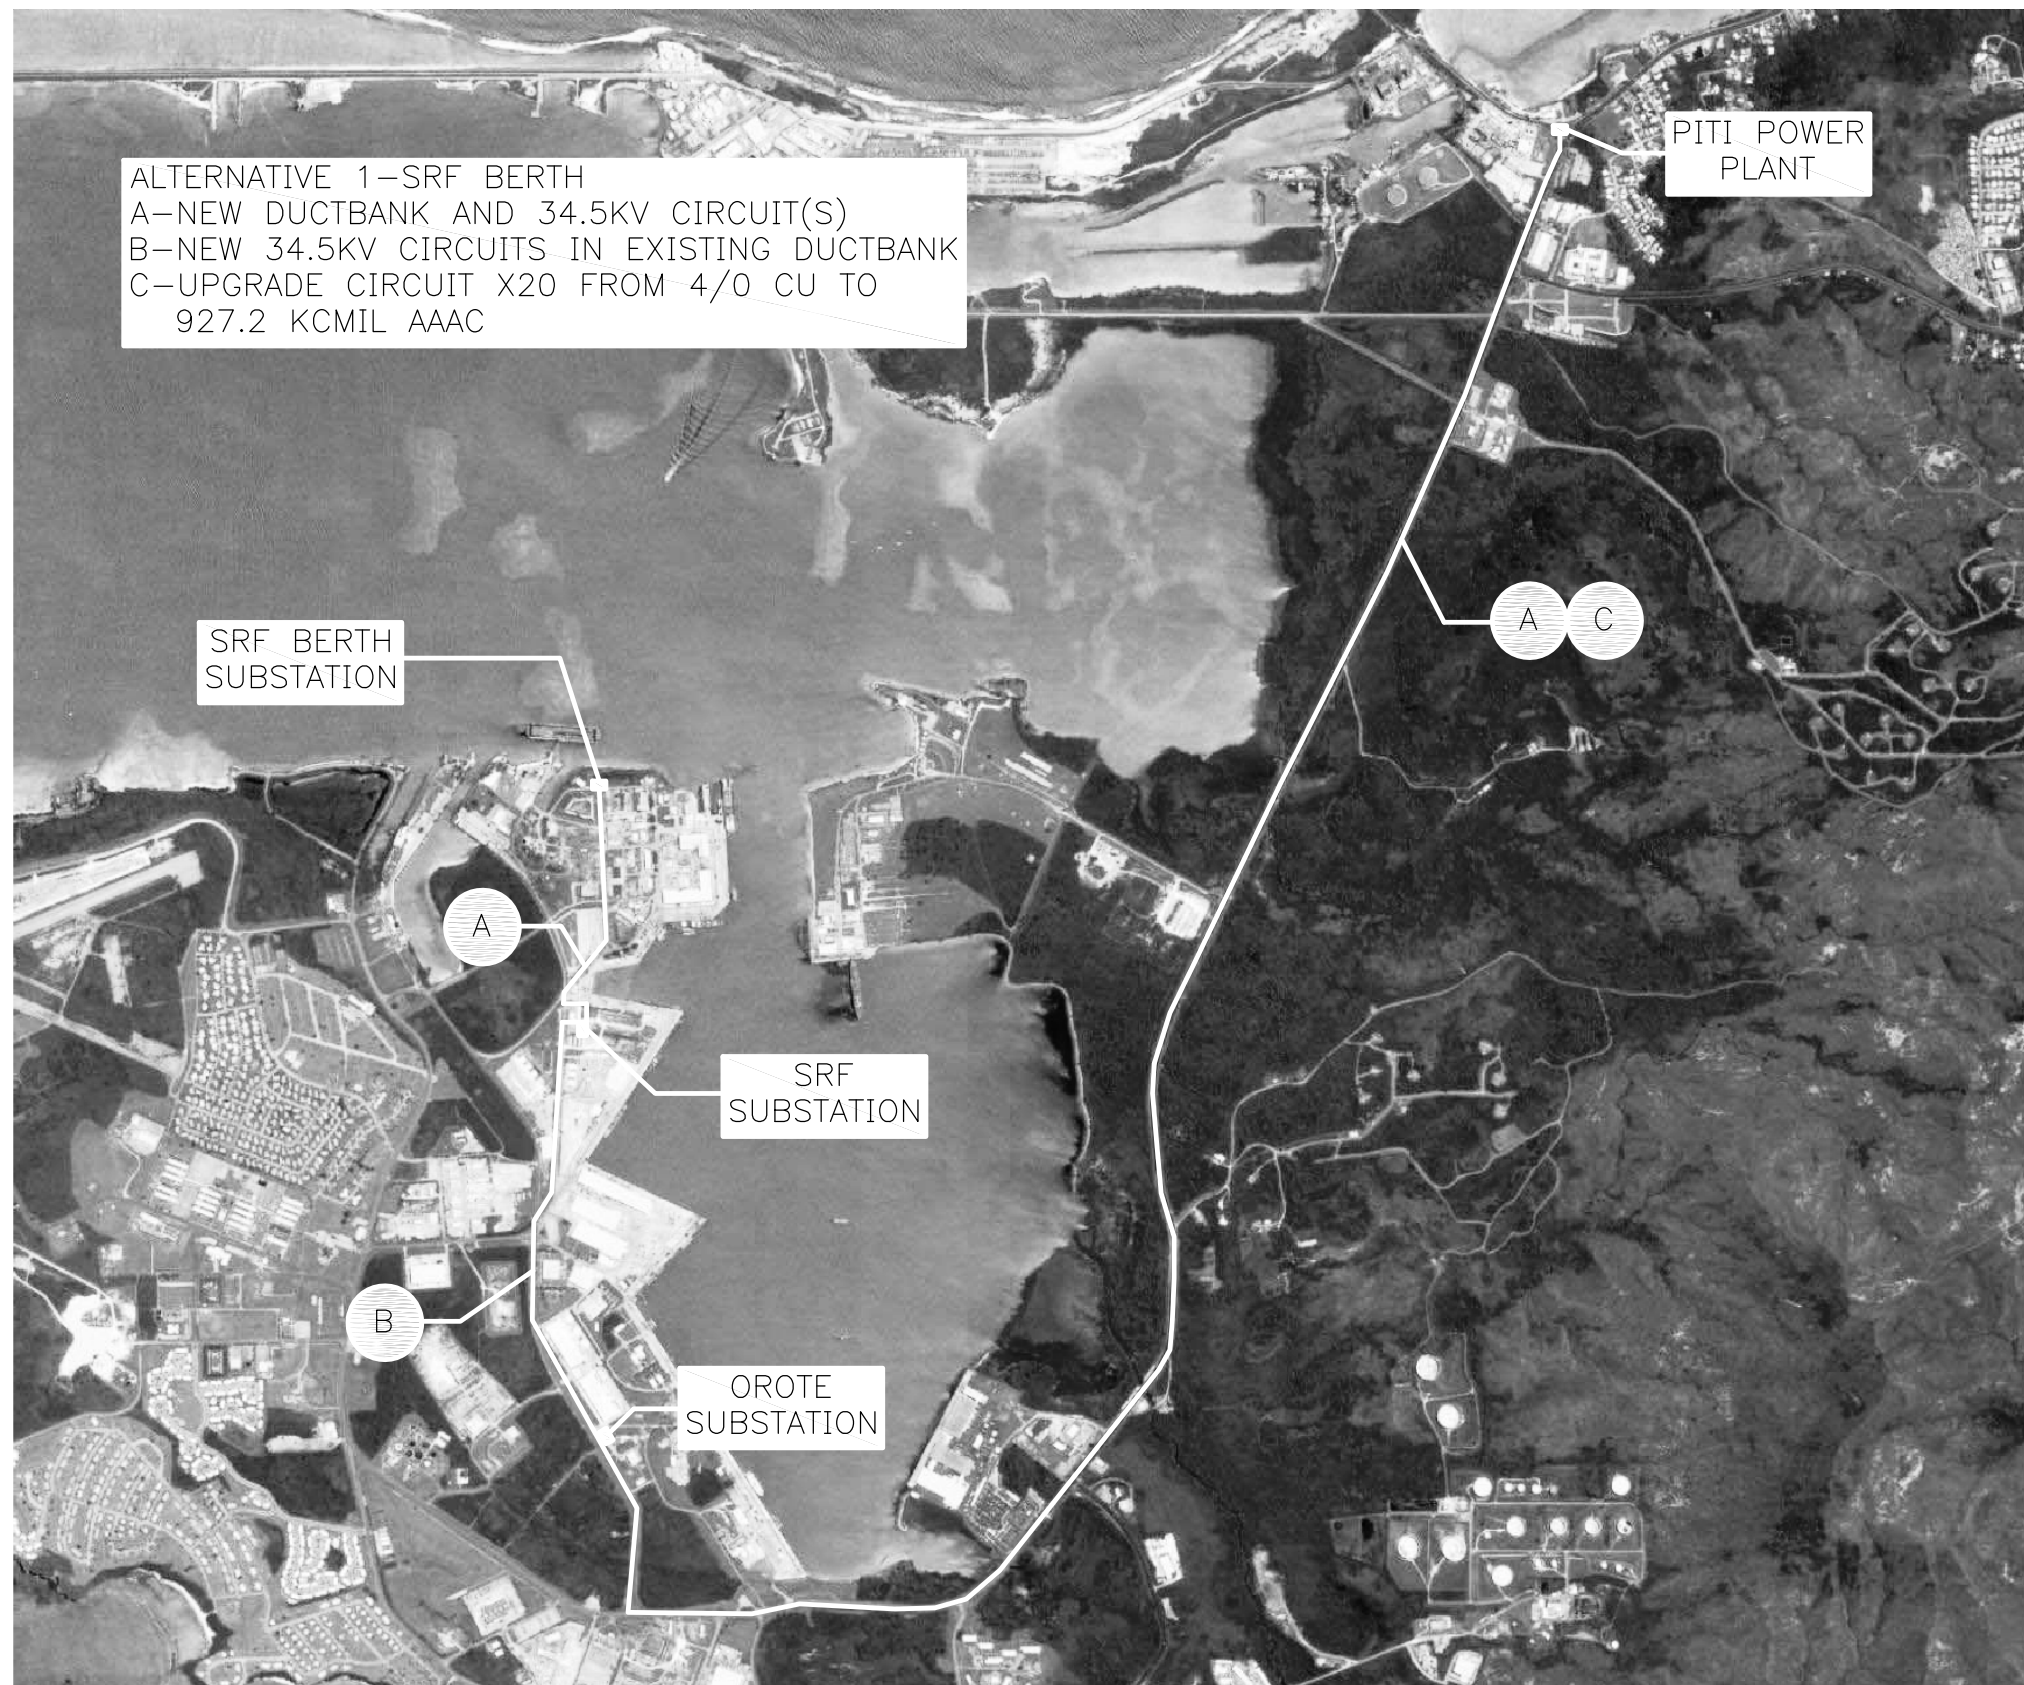 PITI POWER
PLANT
ALTERNATIVE 1-SRF BERTH
A-NEW DUCTBANK AND 34.5KV CIRCUIT(S)
B-NEW 34.5KV CIRCUITS IN EXISTING DUCTBANK
C-UPGRADE CIRCUIT X20 FROM 4/0 CU TO
927.2 KCMIL AAAC
A C
SRF BERTH
SUBSTATION
A
SRF
SUBSTATION
B
OROTE
SUBSTATION